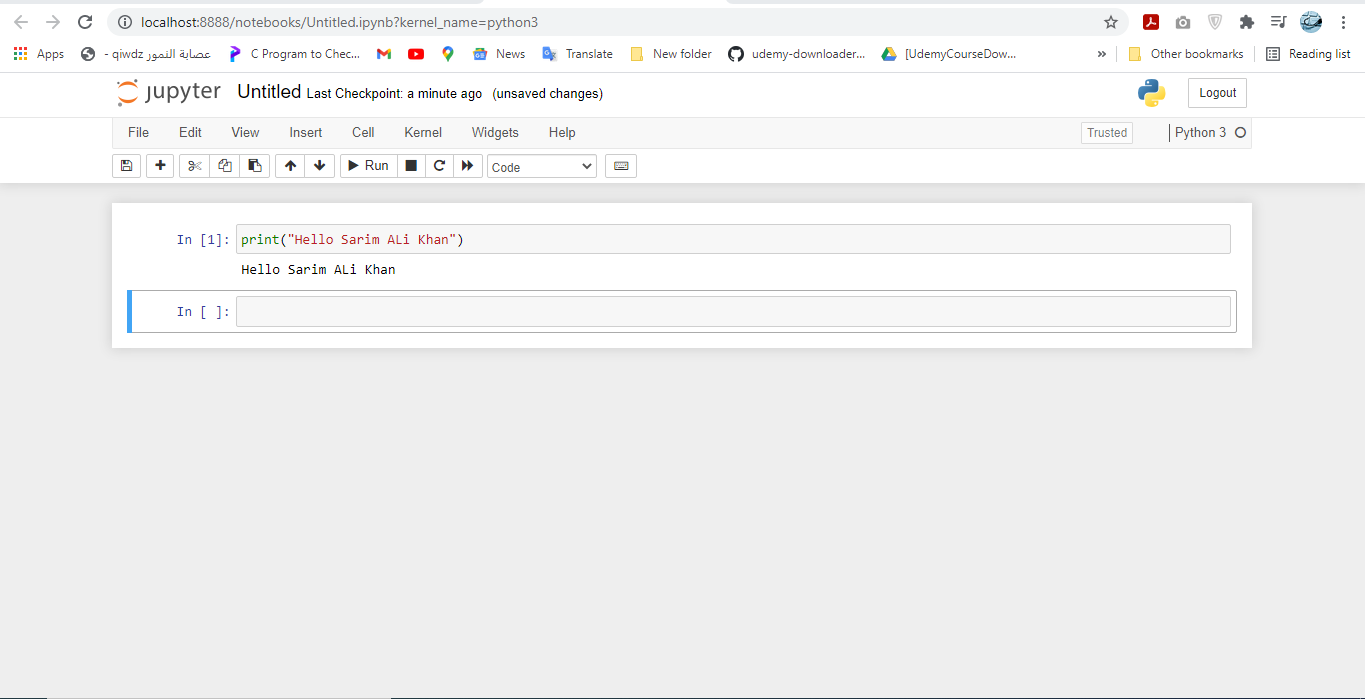 localhost:8888/notebooks/Untitled.ipynb?kernel_name=python3
Apps - qiwdz عصابة النمور C Program to Chec... News Translate New folder udemy-downloader... [UdemyCourseDow... » Other bookmarks Reading list
jupyter Untitled Last Checkpoint: a minute ago (unsaved changes) Logout
File Edit View Insert Cell Kernel Widgets Help Trusted Python 3
Run Code
In [1]: print("Hello Sarim ALi Khan")
Hello Sarim ALi Khan
In [ ]: